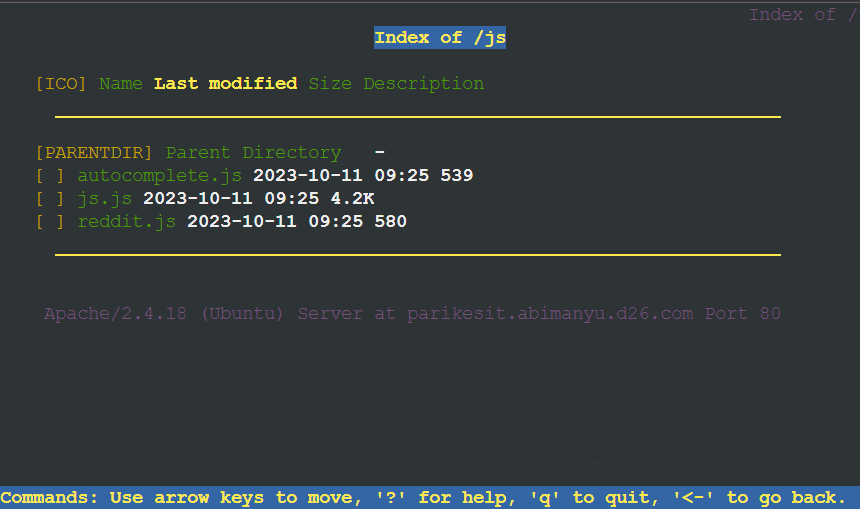 Index of /
Index of /js
[ICO] Name Last modified Size Description
[PARENTDIR] Parent Directory -
[ ] autocomplete.js 2023-10-11 09:25 539
[ ] js.js 2023-10-11 09:25 4.2K
[ ] reddit.js 2023-10-11 09:25 580
Apache/2.4.18 (Ubuntu) Server at parikesit.abimanyu.d26.com Port 80
Commands: Use arrow keys to move, '?' for help, 'q' to quit, '<-' to go back.